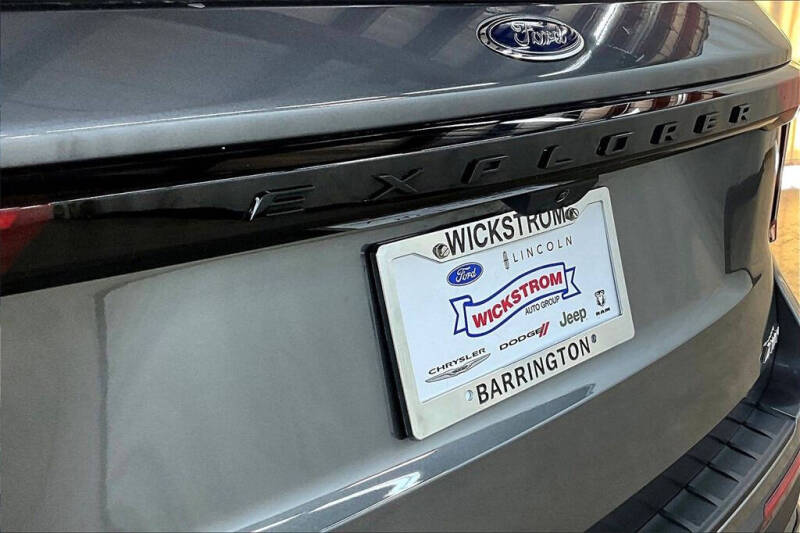 Ford
EXPLORER
WICKSTROM
LINCOLN
Ford
WICKSTROM
AUTO GROUP
CHRYSLER
DODGE
Jeep
RAM
BARRINGTON